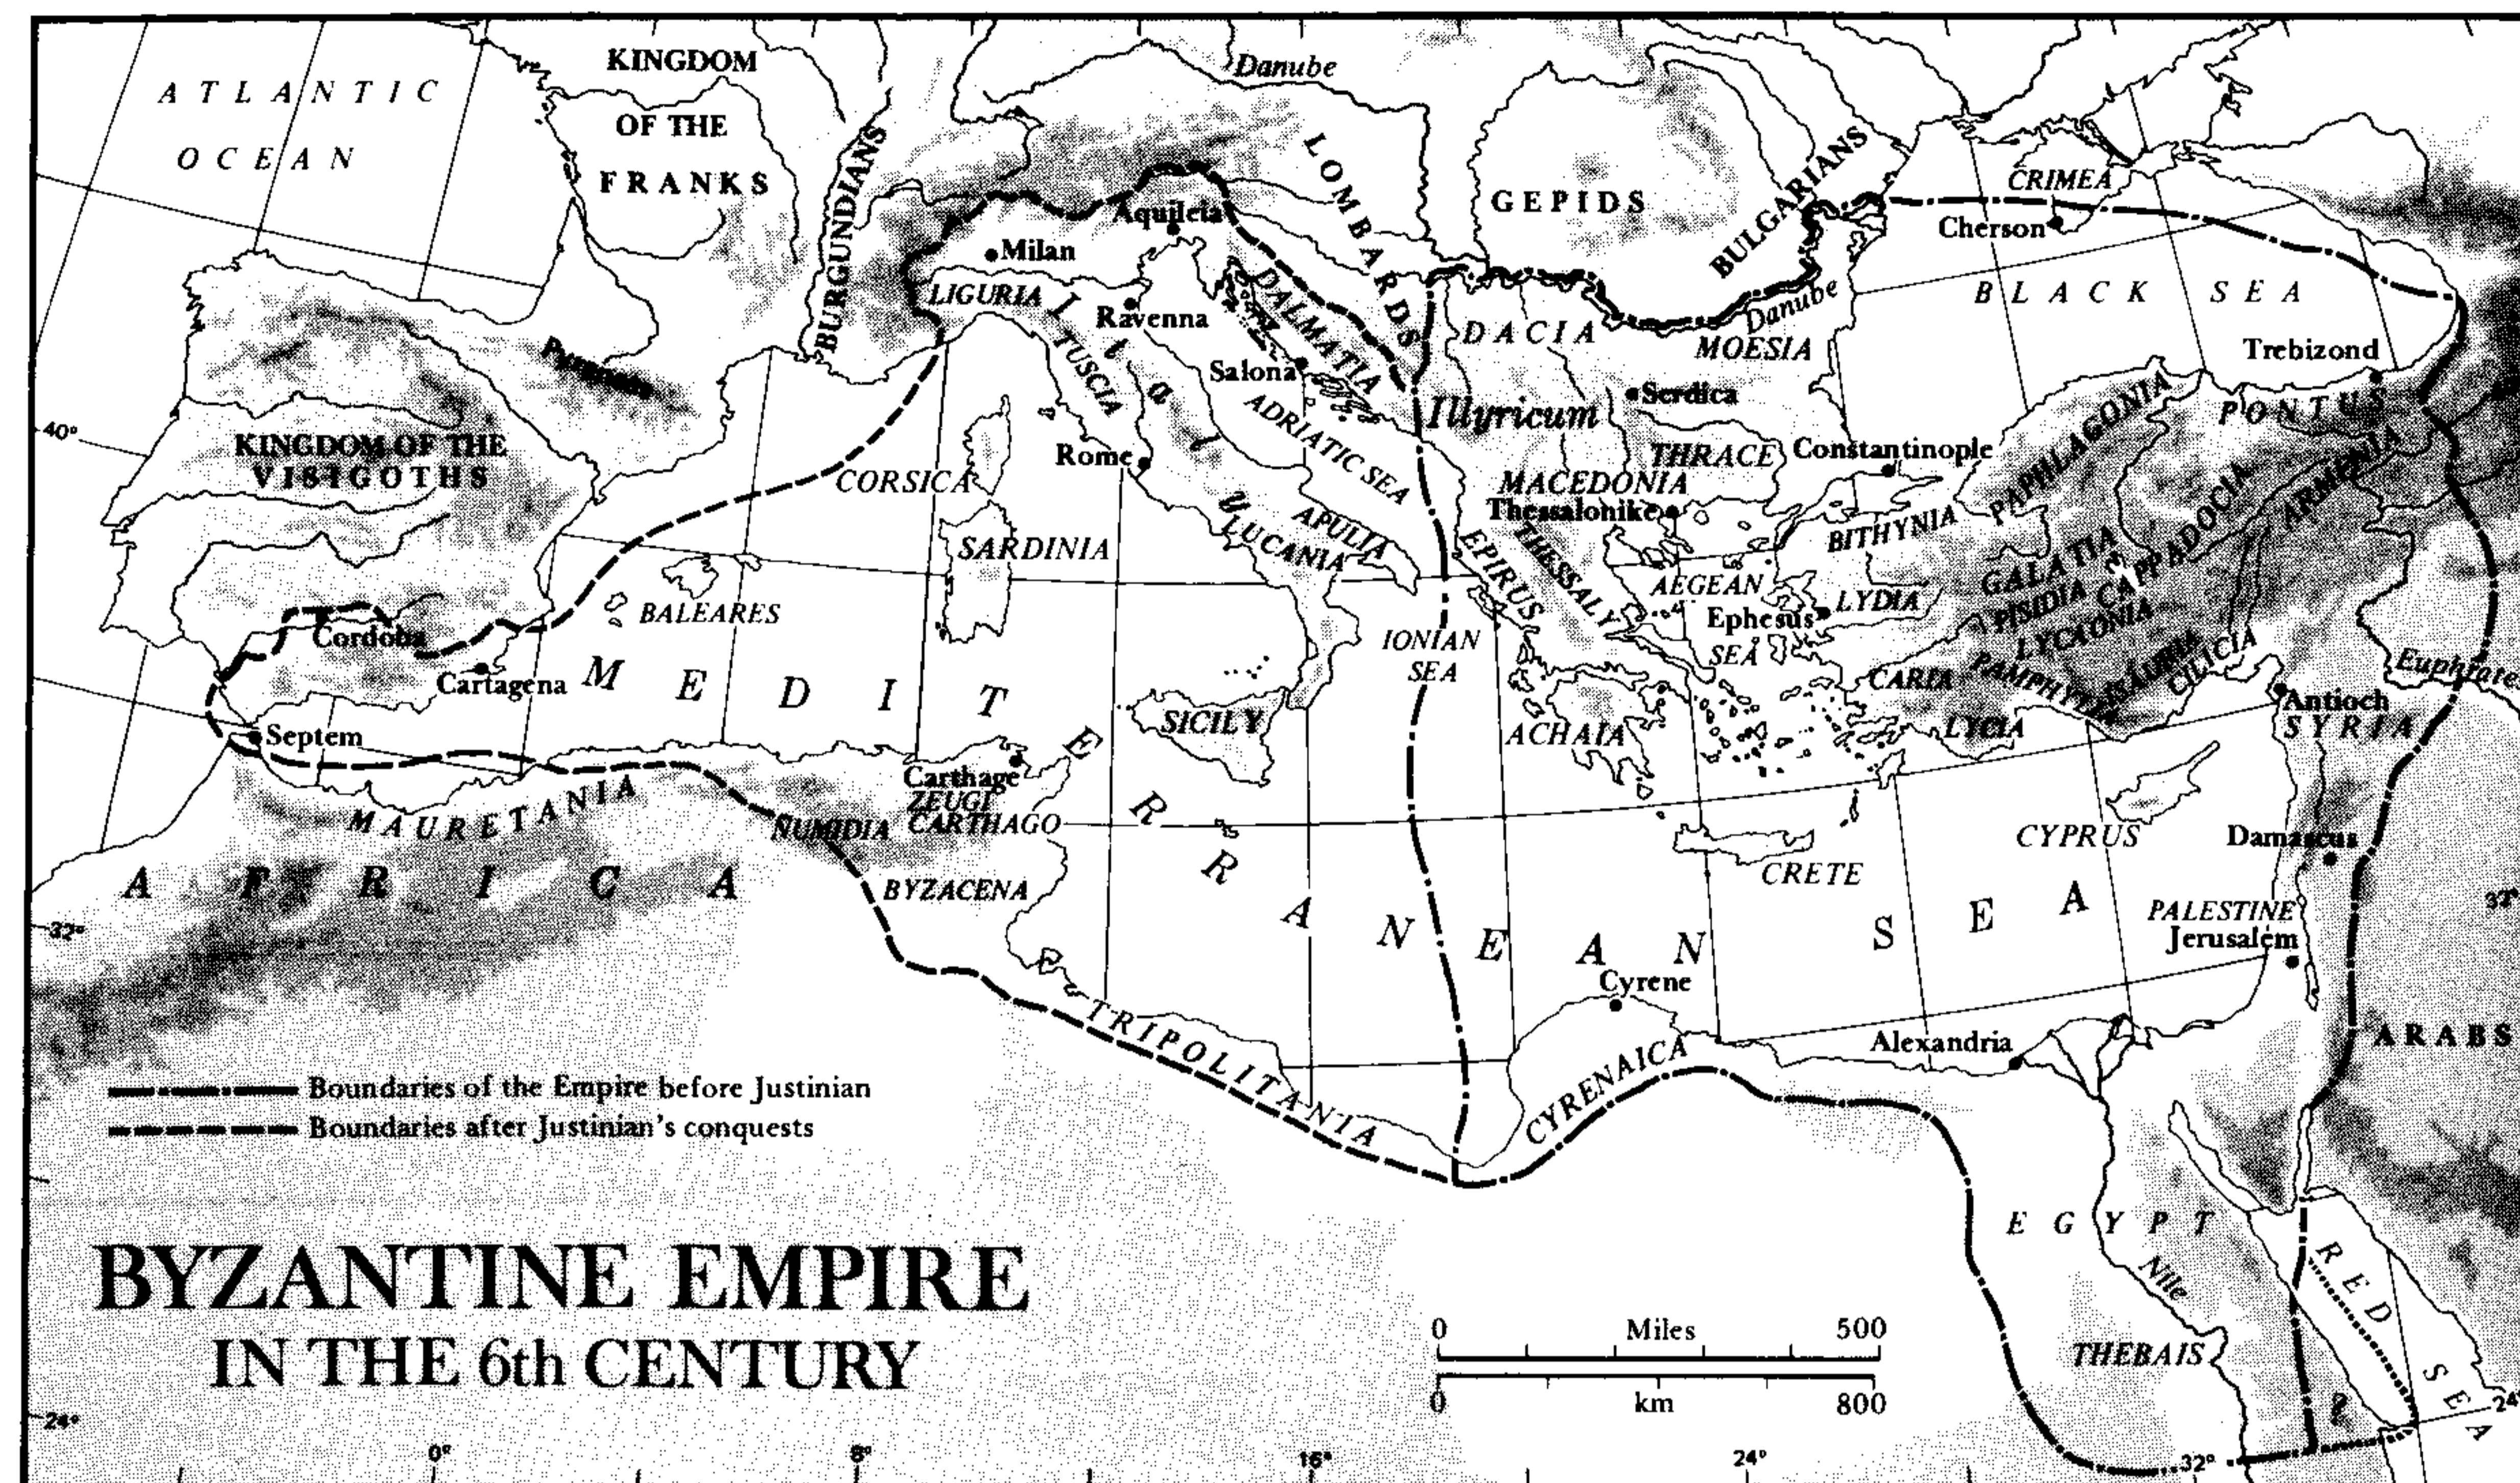 ATLANTIC
OCEAN
KINGDOM
OF THE
FRANKS
BURGUNDIANS
Danube
LOMBARDS
GEPIDS
BULGARIANS
CRIMEA
Cherson
BLACK SEA
Aquileia
Milan
LIGURIA
Ravenna
Italy
TUSCIA
DALMATIA
Salona
DACIA
Danube
MOESIA
Trebizond
Serdica
Illyricum
PONTUS
PAPHLAGONIA
40°
KINGDOM OF THE
VISIGOTHS
Pyrenees
CORSICA
Rome
ADRIATIC SEA
THRACE
Constantinople
ARMENIA
MACEDONIA
Thessalonike
SARDINIA
LUCANIA
APULIA
EPIRUS
THESSALY
BITHYNIA
GALATIA
CAPPADOCIA
BALEARES
AEGEAN
SEA
Ephesus
LYDIA
PISIDIA
LYCAONIA
Cordoba
Cartagena
IONIAN
SEA
CARIA
PAMPHYLIA
ISAURIA
CILICIA
Euphrates
Septem
SICILY
ACHAIA
LYCIA
Antioch
SYRIA
MEDITERRANEAN SEA
Carthage
ZEUGI
CARTHAGO
MAURETANIA
NUMIDIA
CYPRUS
Damascus
AFRICA
BYZACENA
CRETE
PALESTINE
Jerusalem
32°
32°
Cyrene
TRIPOLITANIA
CYRENAICA
Alexandria
ARABS
Boundaries of the Empire before Justinian
Boundaries after Justinian's conquests
EGYPT
Nile
RED SEA
THEBAIS
?
BYZANTINE EMPIRE
IN THE 6th CENTURY
0 Miles 500
0 km 800
24°
24°
0°
8°
16°
24°
32°